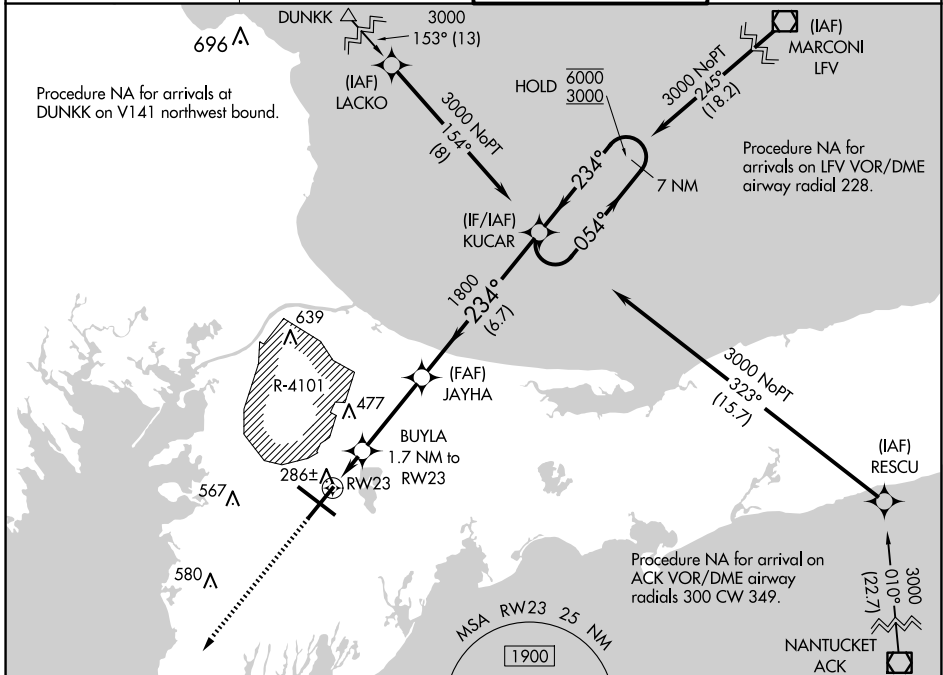 DUNKK
3000
153° (13)
696
(IAF)
LACKO
(IAF)
MARCONI
LFV
Procedure NA for arrivals at
DUNKK on V141 northwest bound.
3000 NoPT
154°
(8)
HOLD
6000
3000
3000 NoPT
245°
(18.2)
7 NM
Procedure NA for
arrivals on LFV VOR/DME
airway radial 228.
234°
054°
(IF/IAF)
KUCAR
1800
234°
(6.7)
639
R-4101
477
(FAF)
JAYHA
BUYLA
1.7 NM to
RW23
286±
RW23
567
580
3000 NoPT
323°
(15.7)
(IAF)
RESCU
Procedure NA for arrival on
ACK VOR/DME airway
radials 300 CW 349.
3000
010°
(22.7)
NANTUCKET
ACK
MSA RW23 25 NM
1900